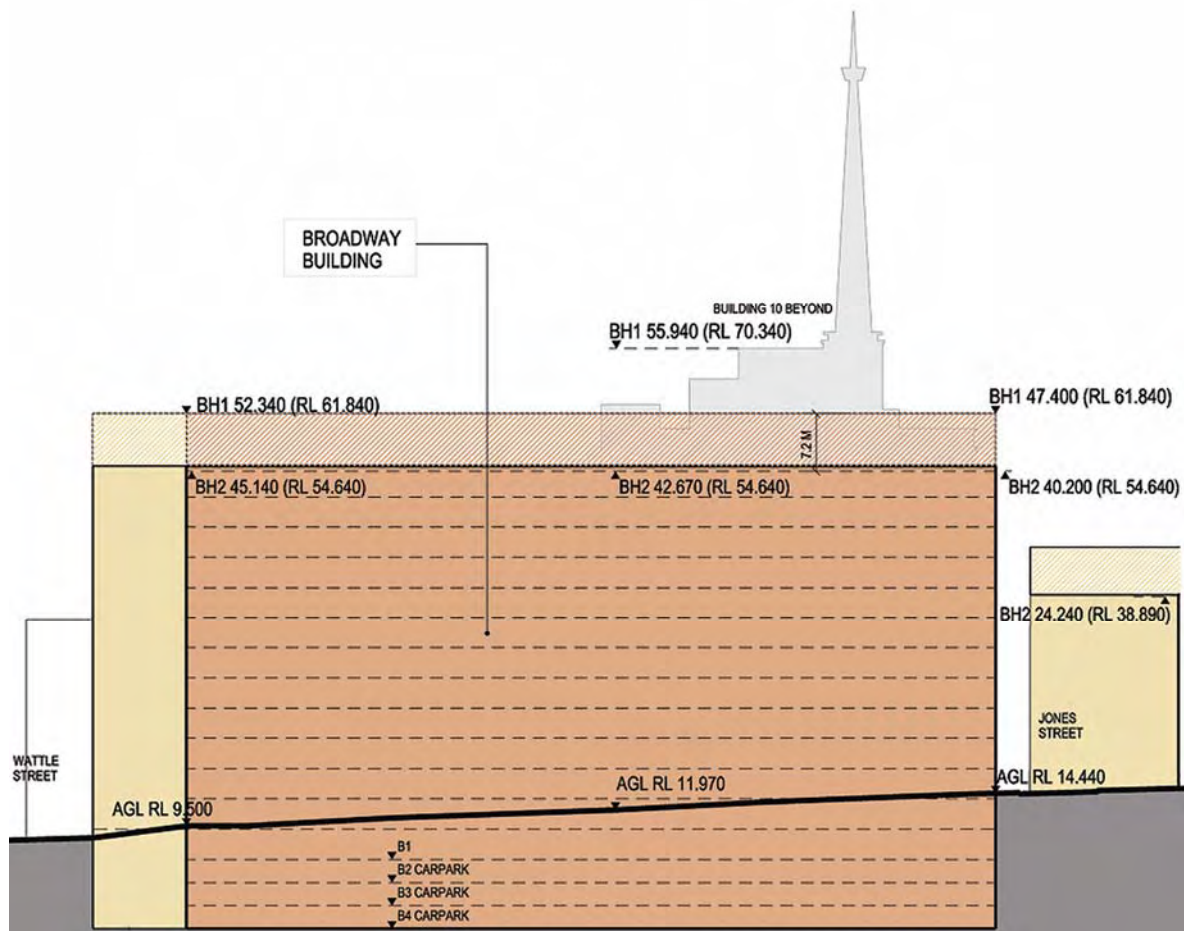 BROADWAY
BUILDING
BUILDING 10 BEYOND
BH1 55.940 (RL 70.340)
BH1 52.340 (RL 61.840)
BH1 47.400 (RL 61.840)
7.2 M
BH2 45.140 (RL 54.640)
BH2 42.670 (RL 54.640)
BH2 40.200 (RL 54.640)
BH2 24.240 (RL 38.890)
JONES
STREET
WATTLE
STREET
AGL RL 11.970
AGL RL 14.440
AGL RL 9.500
B1
B2 CARPARK
B3 CARPARK
B4 CARPARK